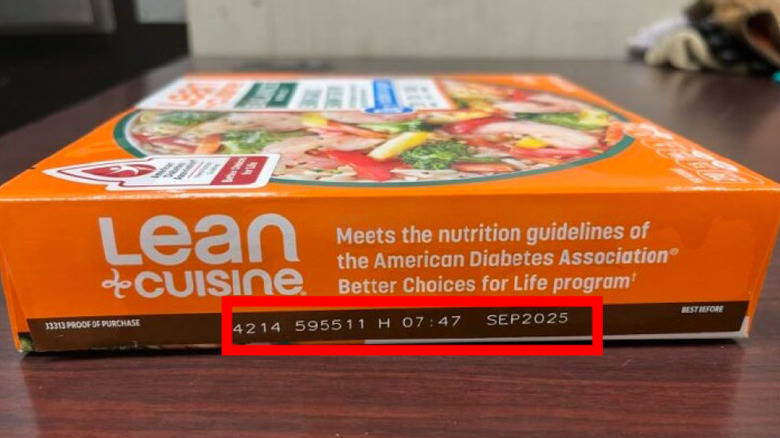 Lean
CUISINE
Meets the nutrition guidelines of
the American Diabetes Association®
Better Choices for Life program†
J3313 PROOF OF PURCHASE
4214 595511 H 07:47 SEP2025
BEST BEFORE